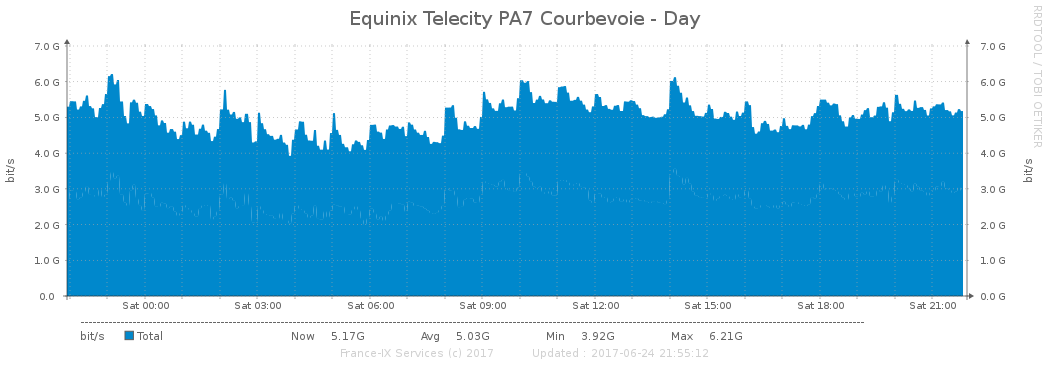 Equinix Telecity PA7 Courbevoie - Day
RRDTOOL / TOBI OETIKER
bit/s
7.0 G 7.0 G
6.0 G 6.0 G
5.0 G 5.0 G
4.0 G 4.0 G
3.0 G 3.0 G
2.0 G 2.0 G
1.0 G 1.0 G
0.0 0.0 G
bit/s
Sat 00:00 Sat 03:00 Sat 06:00 Sat 09:00 Sat 12:00 Sat 15:00 Sat 18:00 Sat 21:00
bit/s Total Now 5.17G Avg 5.03G Min 3.92G Max 6.21G
France-IX Services (c) 2017 Updated : 2017-06-24 21:55:12